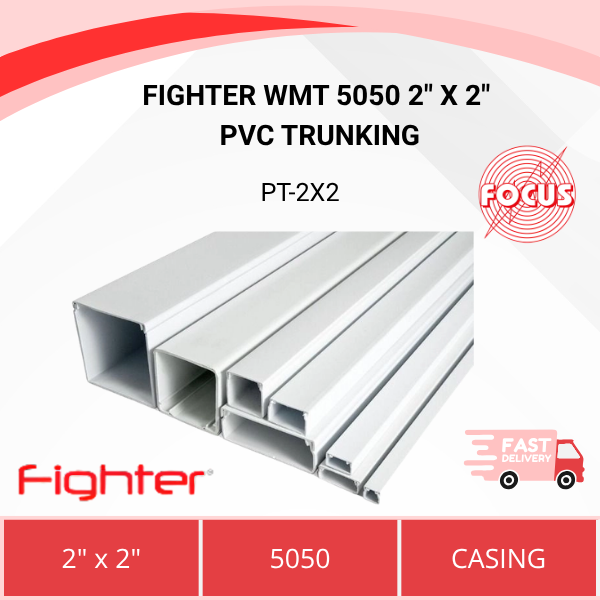 FIGHTER WMT 5050 2" X 2"
PVC TRUNKING
PT-2X2
FOCUS
FAST
DELIVERY
Fighter®
2" x 2"
5050
CASING